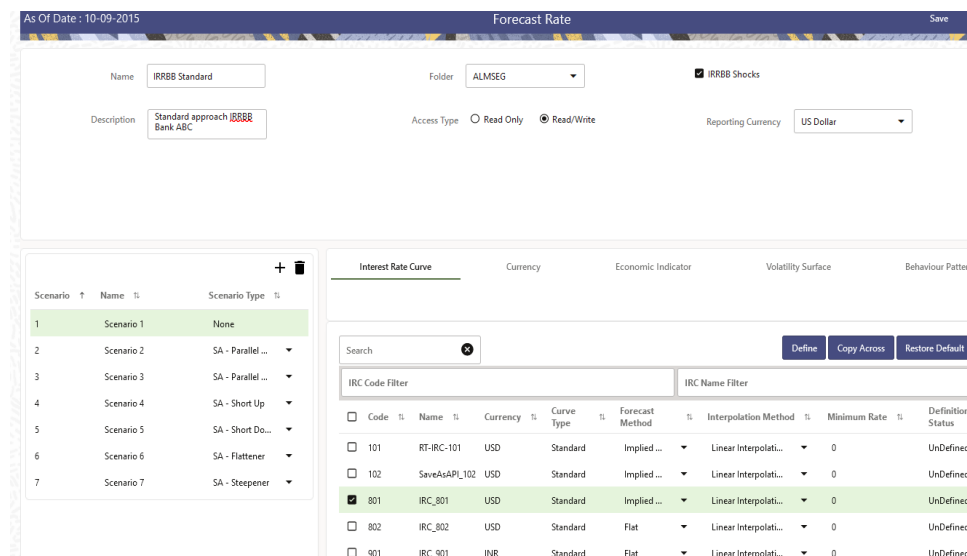 As Of Date : 10-09-2015 Forecast Rate Save
Name IRRBB Standard Folder ALMSEG IRRBB Shocks
Description Standard approach IRRBB Bank ABC Access Type Read Only Read/Write Reporting Currency US Dollar
Interest Rate Curve Currency Economic Indicator Volatility Surface Behaviour Patte
Scenario Name Scenario Type
1 Scenario 1 None
2 Scenario 2 SA - Parallel ...
3 Scenario 3 SA - Parallel ...
4 Scenario 4 SA - Short Up
5 Scenario 5 SA - Short Do...
6 Scenario 6 SA - Flattener
7 Scenario 7 SA - Steepener
Search Define Copy Across Restore Default
IRC Code Filter IRC Name Filter
Code Name Currency Curve Type Forecast Method Interpolation Method Minimum Rate Definition Status
101 RT-IRC-101 USD Standard Implied ... Linear Interpolati... 0 UnDefined
102 SaveAsAPI_102 USD Standard Implied ... Linear Interpolati... 0 UnDefined
801 IRC_801 USD Standard Implied ... Linear Interpolati... 0 UnDefined
802 IRC_802 USD Standard Flat Linear Interpolati... 0 UnDefined
901 IRC_901 INR Standard Flat Linear Interpolati... 0 UnDefined